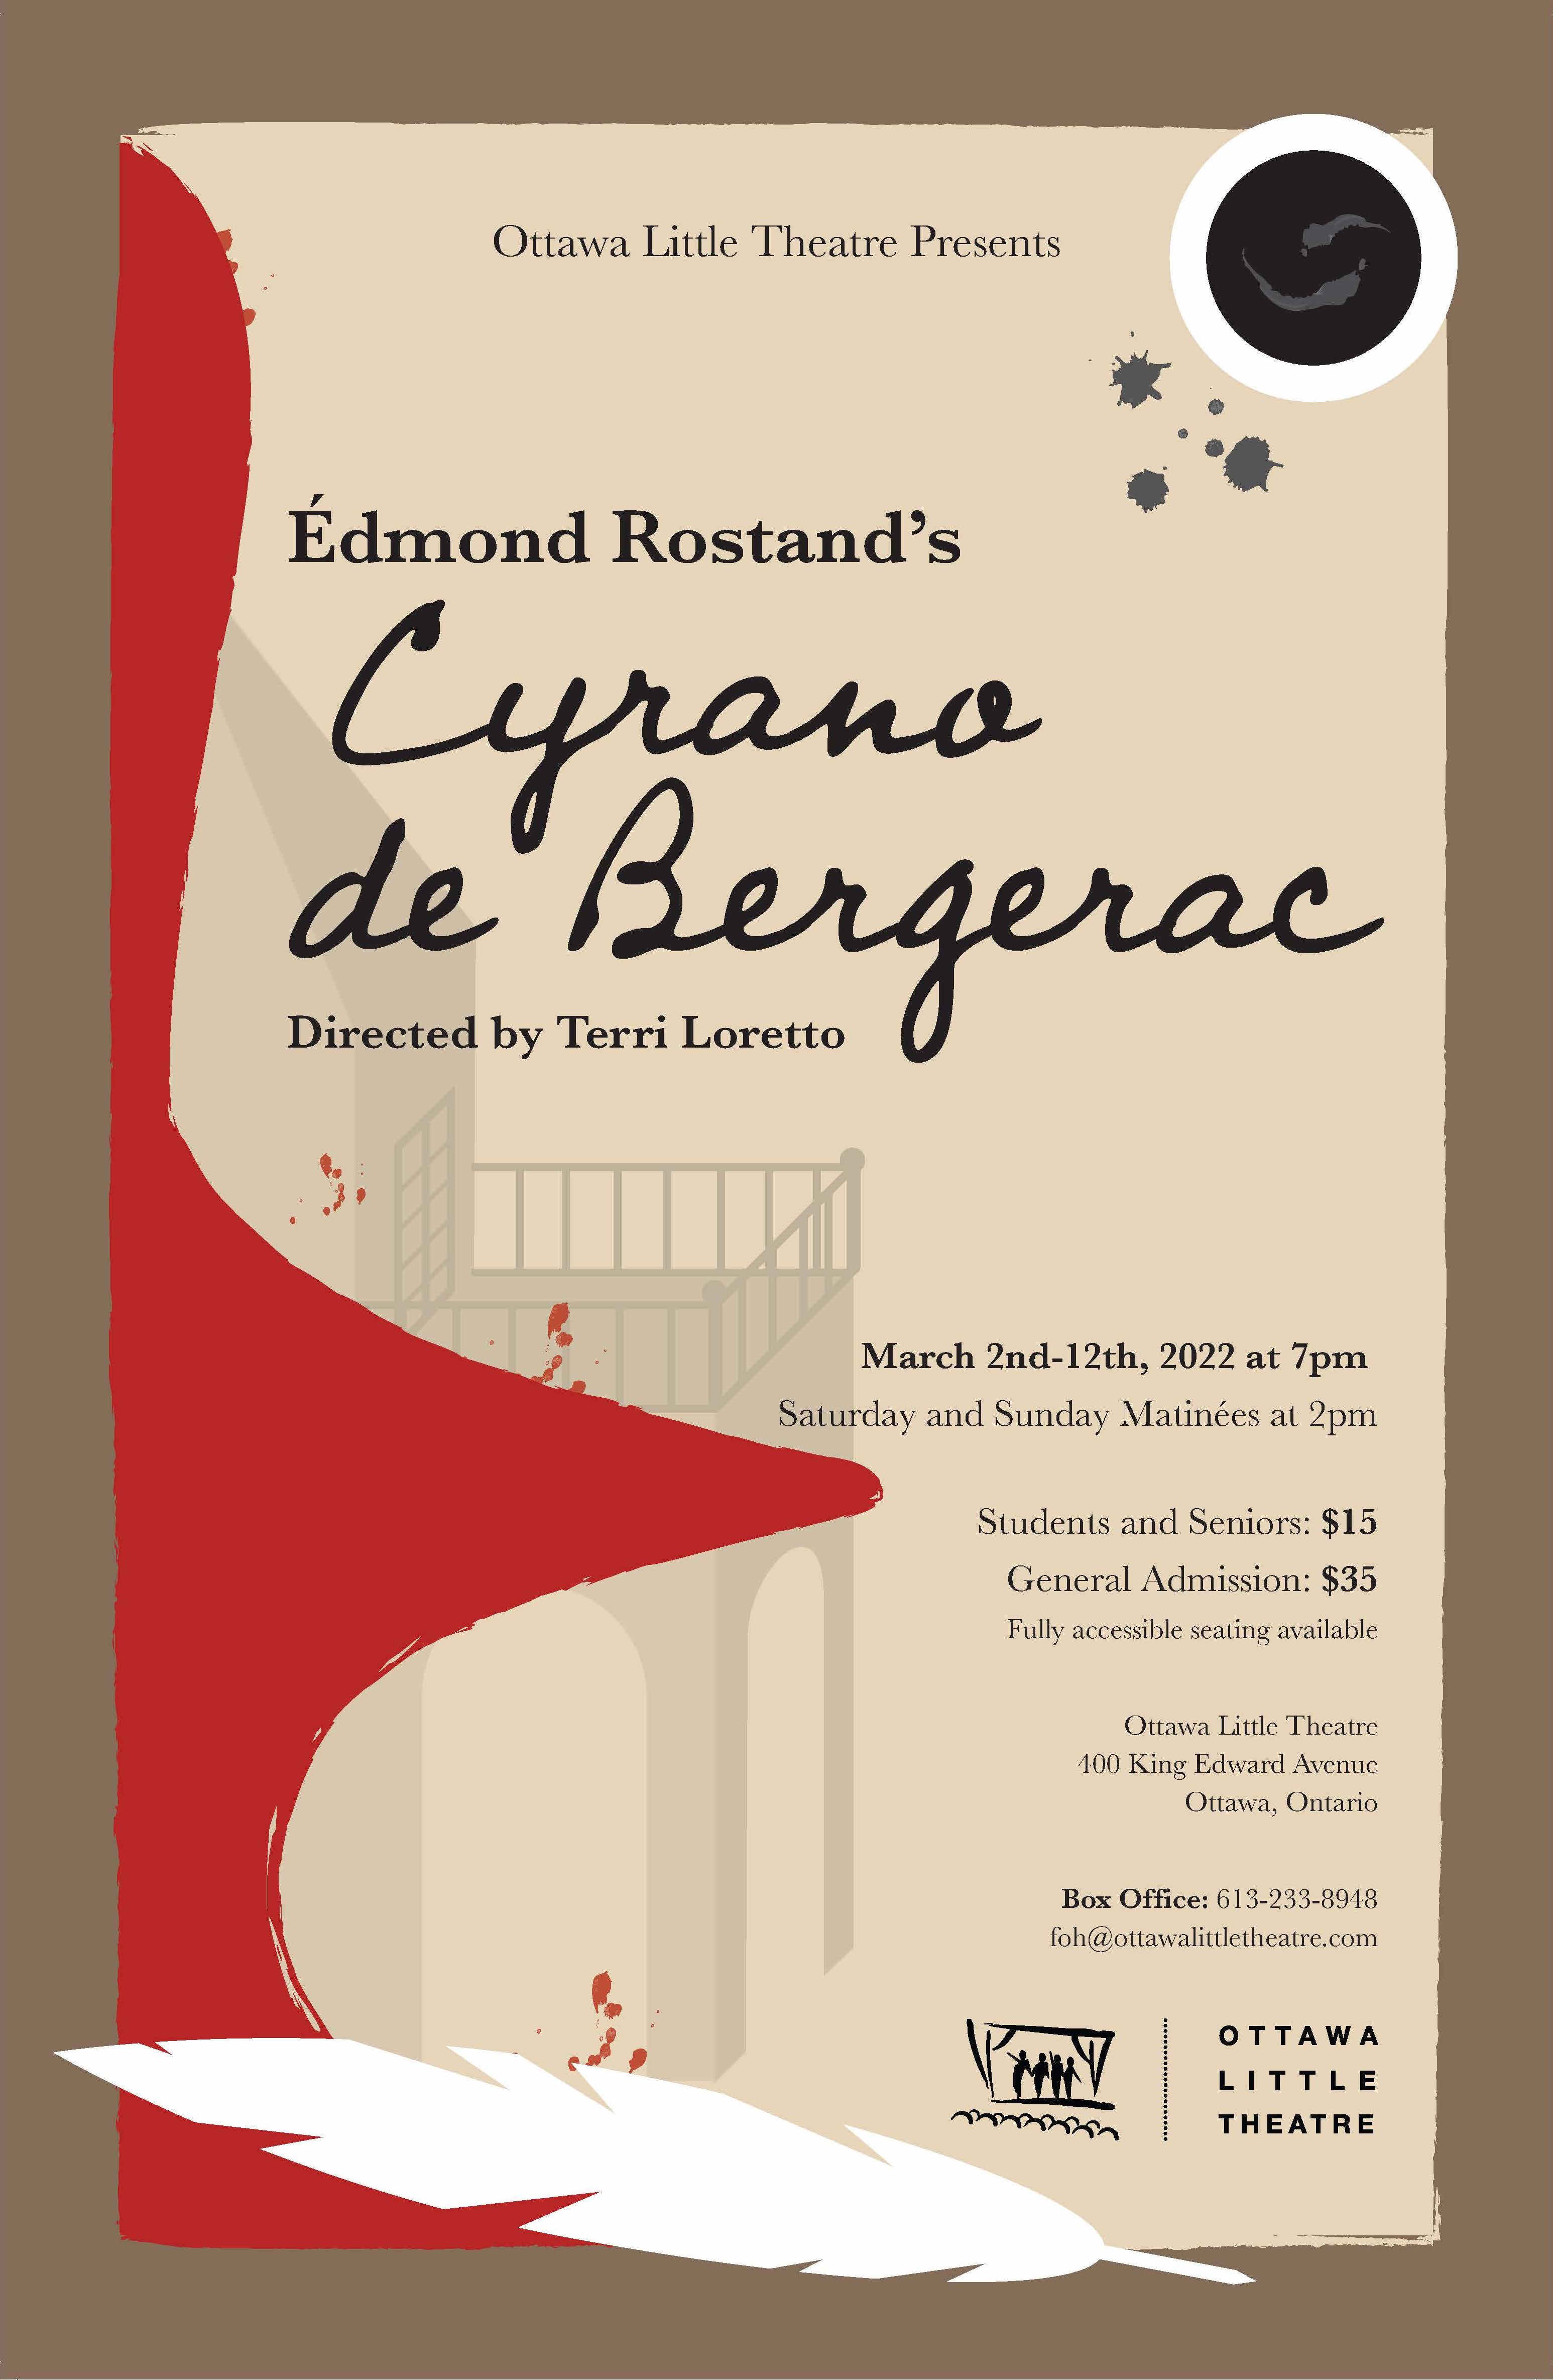 Ottawa Little Theatre Presents
Édmond Rostand’s
Cyrano
de Bergerac
Directed by Terri Loretto
March 2nd-12th, 2022 at 7pm
Saturday and Sunday Matinées at 2pm
Students and Seniors: $15
General Admission: $35
Fully accessible seating available
Ottawa Little Theatre
400 King Edward Avenue
Ottawa, Ontario
Box Office: 613-233-8948
foh@ottawalittletheatre.com
OTTAWA
LITTLE
THEATRE